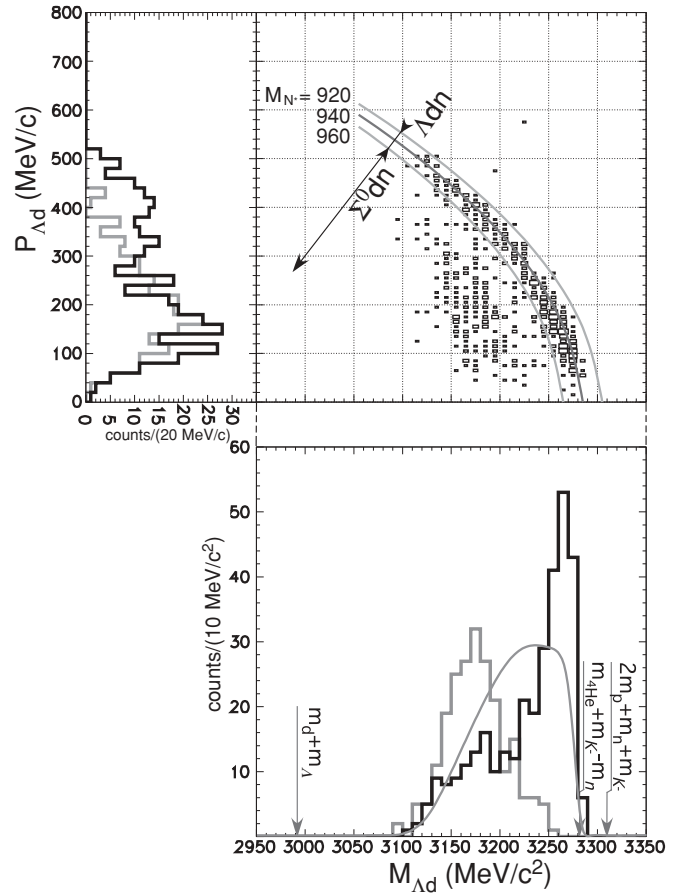 800
700
600
500
400
300
200
100
0
P_Λd (MeV/c)
0 5 10 15 20 25 30
counts/(20 MeV/c)
M_N*= 920
940
960
Λdn
Σ⁰dn
60
50
40
30
20
10
counts/(10 MeV/c²)
m_d+m_Λ
m_⁴He+m_K⁻-m_n
2m_p+m_n+m_K⁻
2950 3000 3050 3100 3150 3200 3250 3300 3350
M_Λd (MeV/c²)